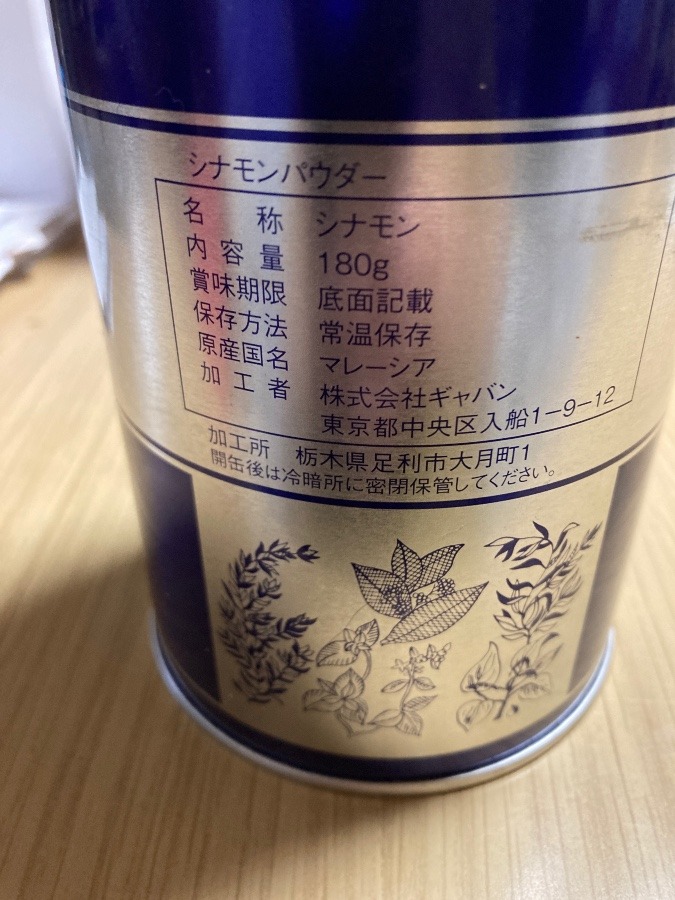 シナモンパウダー
名称 シナモン
内容量 180g
賞味期限 底面記載
保存方法 常温保存
原産国名 マレーシア
加工者 株式会社ギャバン
東京都中央区入船1-9-12
加工所 栃木県足利市大月町1
開缶後は冷暗所に密閉保管してください。